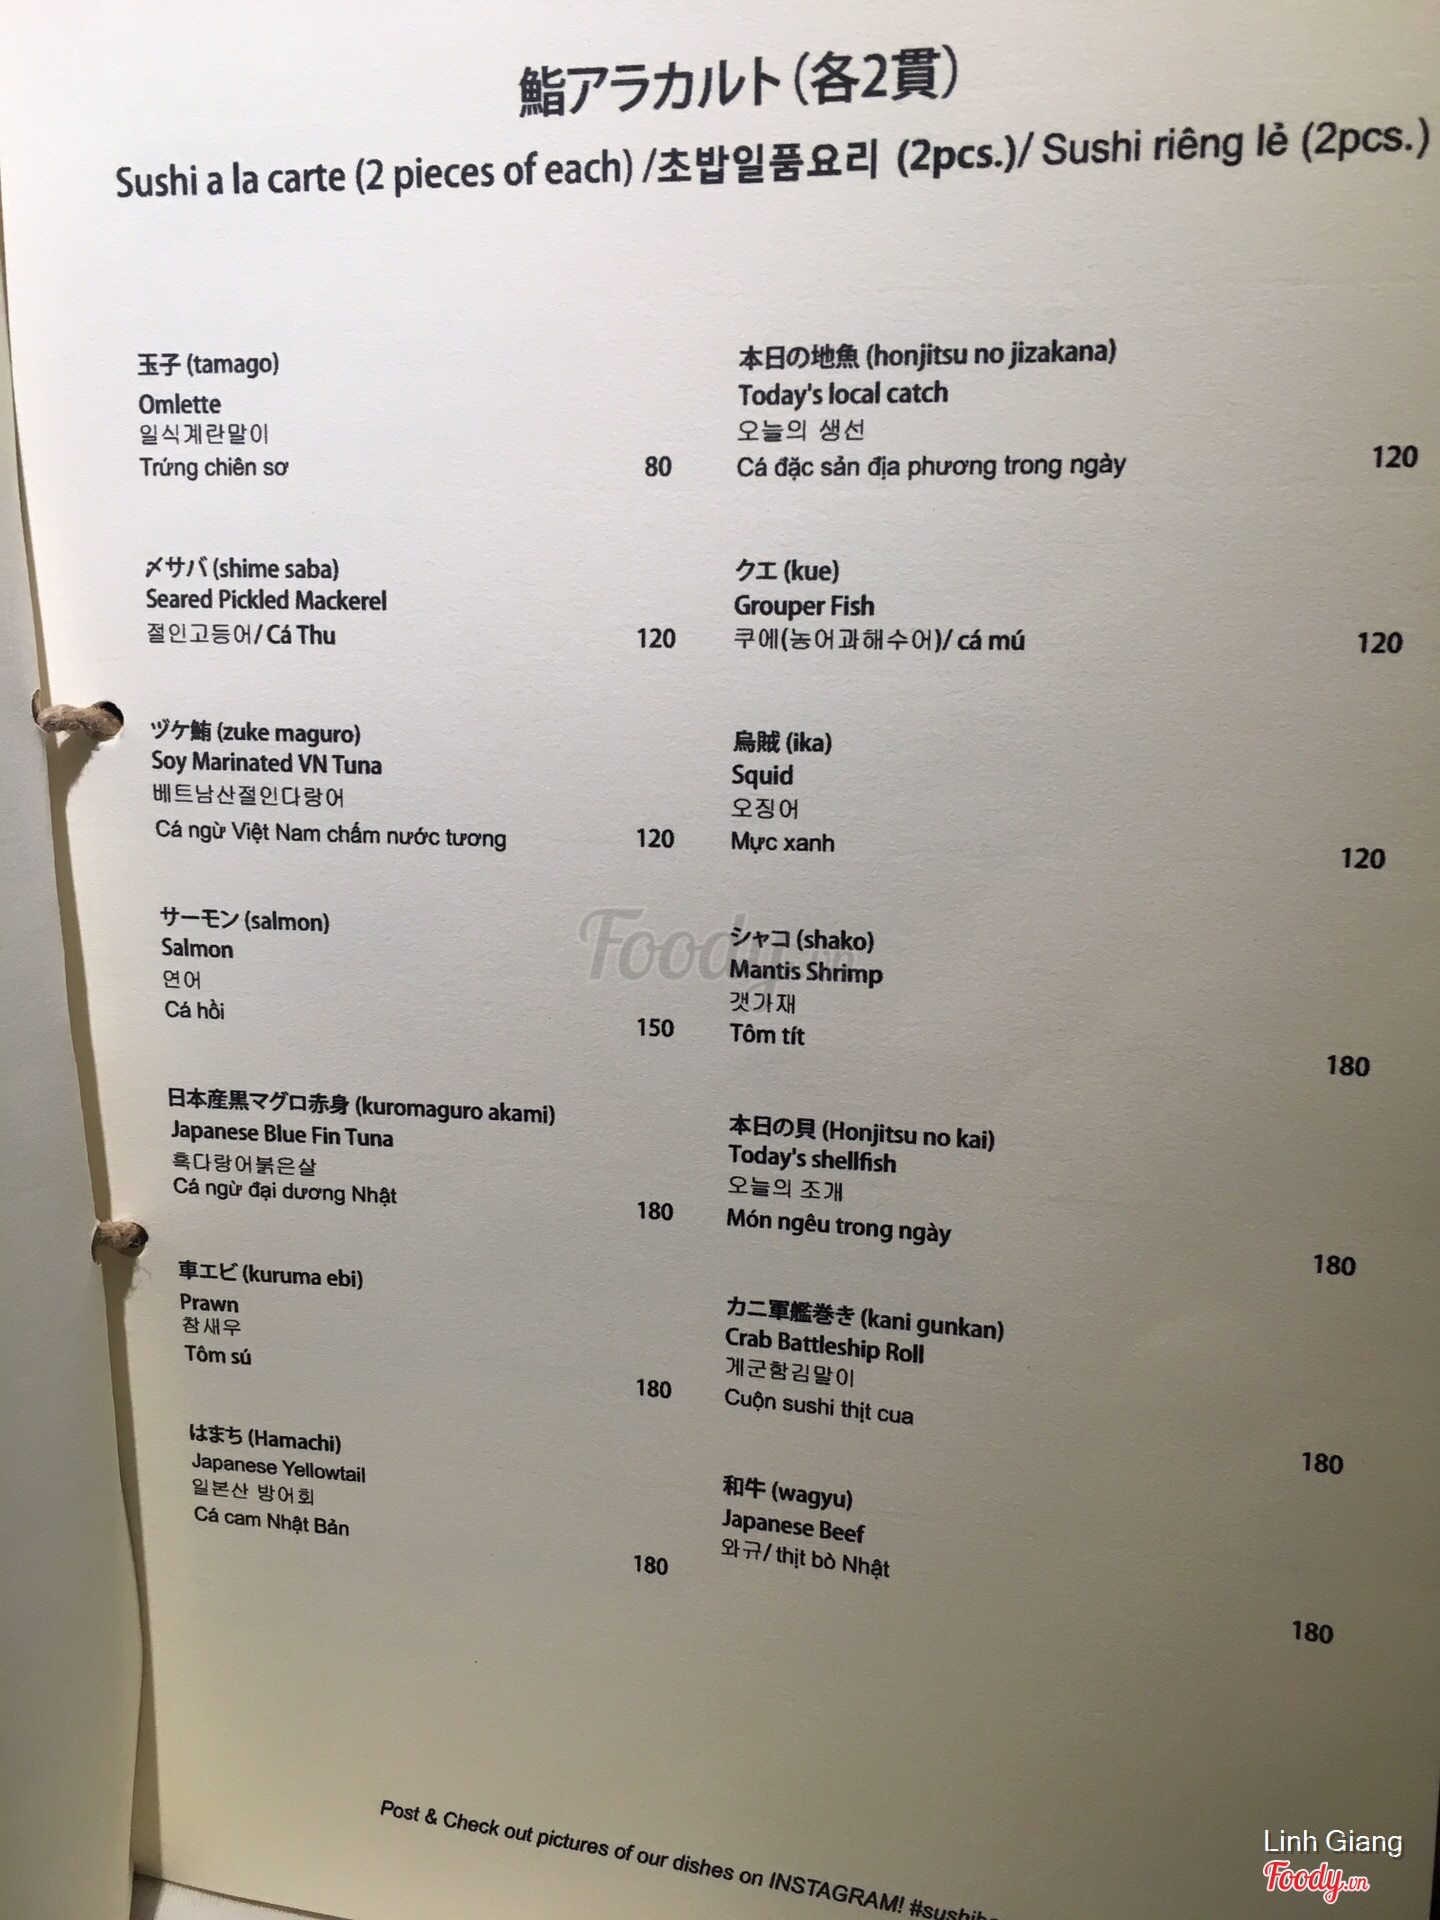 鮨アラカルト（各2貫）
Sushi a la carte (2 pieces of each) /초밥일품요리 (2pcs.)/ Sushi riêng lẻ (2pcs.)
玉子 (tamago)
Omlette
일식계란말이
Trứng chiên sơ 80
〆サバ (shime saba)
Seared Pickled Mackerel
절인고등어/ Cá Thu 120
ヅケ鮪 (zuke maguro)
Soy Marinated VN Tuna
베트남산절인다랑어
Cá ngừ Việt Nam chấm nước tương 120
サーモン (salmon)
Salmon
연어
Cá hồi
150
日本産黒マグロ赤身 (kuromaguro akami)
Japanese Blue Fin Tuna
흑다랑어붉은살
Cá ngừ đại dương Nhật
180
車エビ (kuruma ebi)
Prawn
참새우
Tôm sú
180
はまち (Hamachi)
Japanese Yellowtail
일본산 방어회
Cá cam Nhật Bản
180
本日の地魚 (honjitsu no jizakana)
Today's local catch
오늘의 생선
Cá đặc sản địa phương trong ngày 120
クエ (kue)
Grouper Fish
쿠에(농어과해수어)/ cá mú 120
烏賊 (ika)
Squid
오징어
Mực xanh
120
シャコ (shako)
Mantis Shrimp
갯가재
Tôm tít
180
本日の貝 (Honjitsu no kai)
Today's shellfish
오늘의 조개
Món ngêu trong ngày
180
カニ軍艦巻き (kani gunkan)
Crab Battleship Roll
게군함김말이
Cuộn sushi thịt cua
180
和牛 (wagyu)
Japanese Beef
와규/ thịt bò Nhật
180
Post & Check out pictures of our dishes on INSTAGRAM!
Foody.vn
Linh Giang
Foody.vn